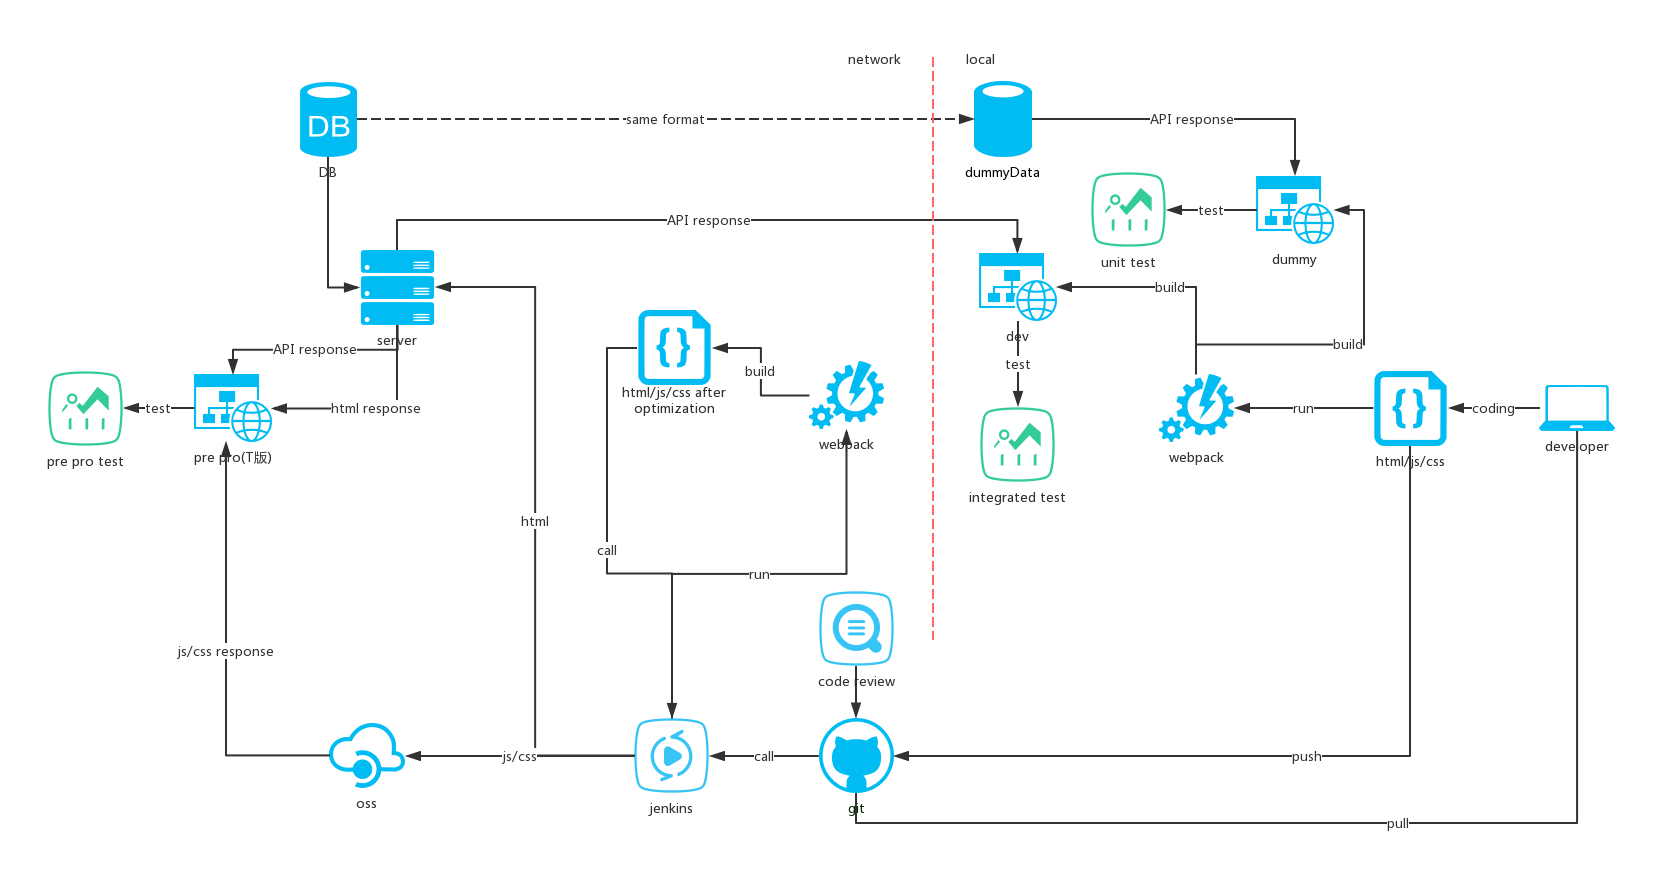 network
local
DB
same format
API response
DB
dummyData
test
API response
unit test
dummy
build
server
dev
build
API response
test
build
html/js/css after
optimization
test
html response
run
coding
webpack
developer
pre pro test
pre pro(T版)
webpack
html/js/css
integrated test
html
call
run
js/css response
code review
js/css
call
push
oss
jenkins
git
pull